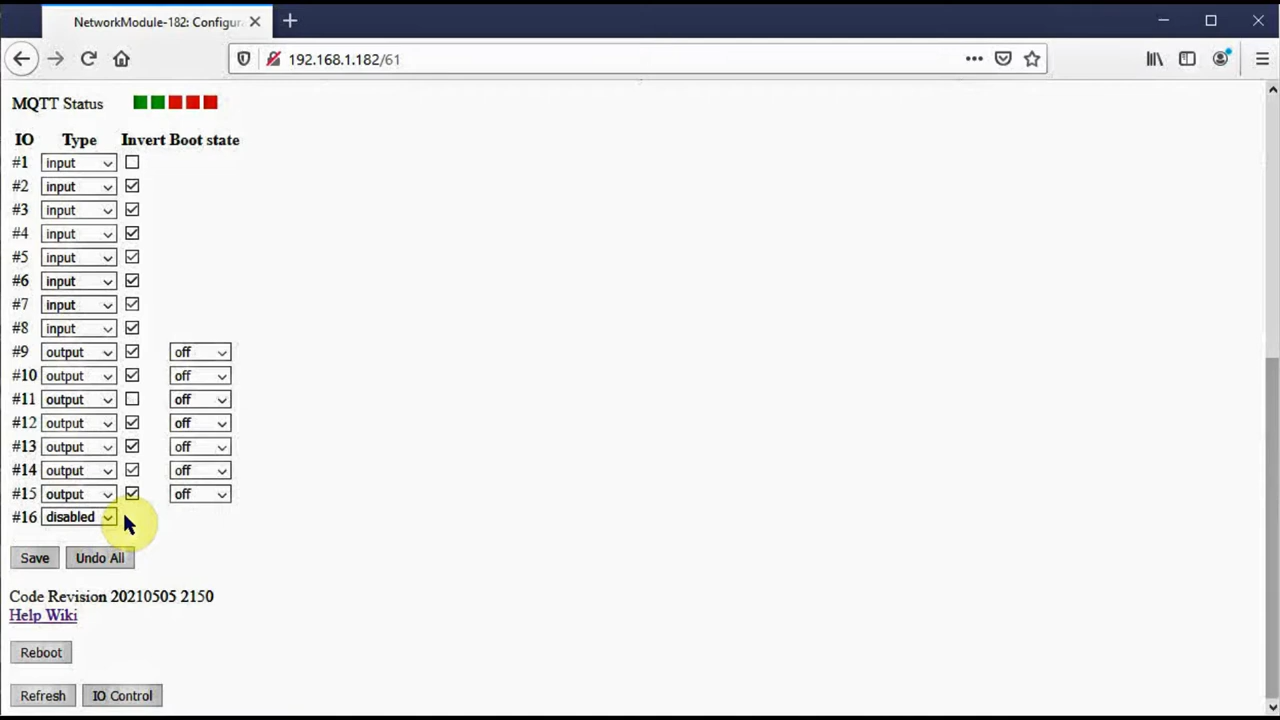 NetworkModule-182: Configur
192.168.1.182/61
MQTT Status
IO Type Invert Boot state
#1 input
#2 input
#3 input
#4 input
#5 input
#6 input
#7 input
#8 input
#9 output off
#10 output off
#11 output off
#12 output off
#13 output off
#14 output off
#15 output off
#16 disabled
Save Undo All
Code Revision 20210505 2150
Help Wiki
Reboot
Refresh IO Control